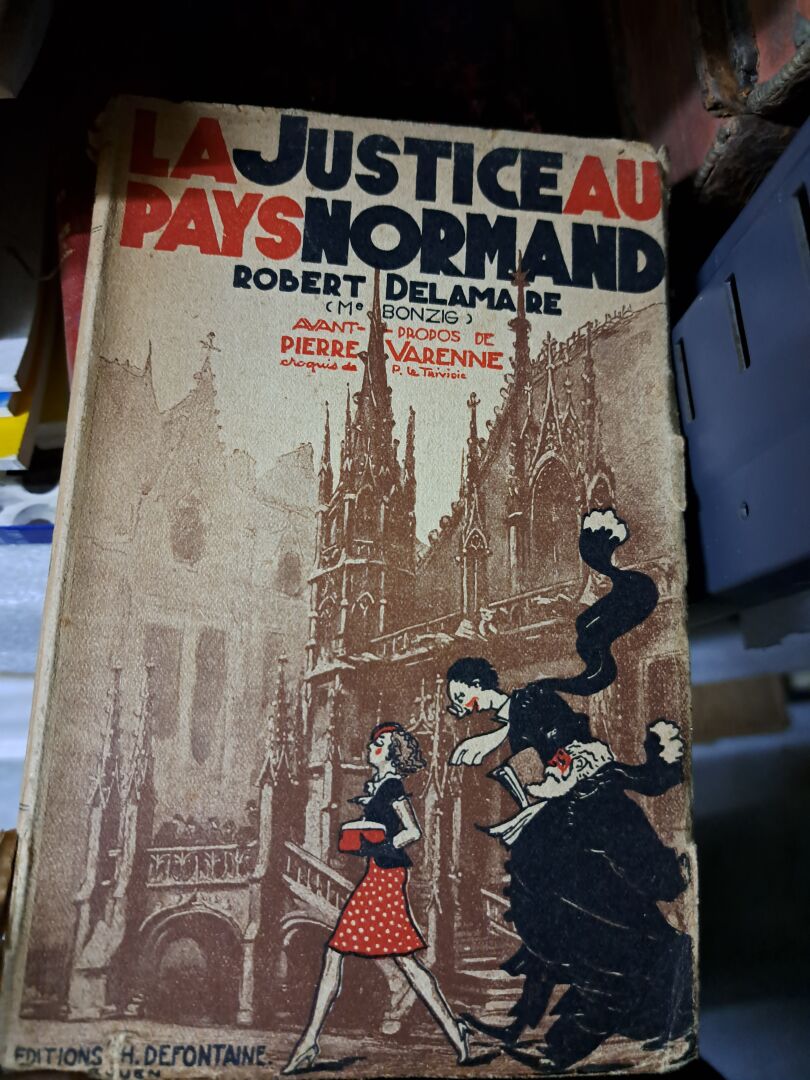 LA JUSTICE AU
PAYS NORMAND
ROBERT DELAMARE
(Me BONZIG)
AVANT-PROPOS DE
PIERRE VARENNE
croquis de P. Le Trividic
EDITIONS H. DEFONTAINE.
ROUEN